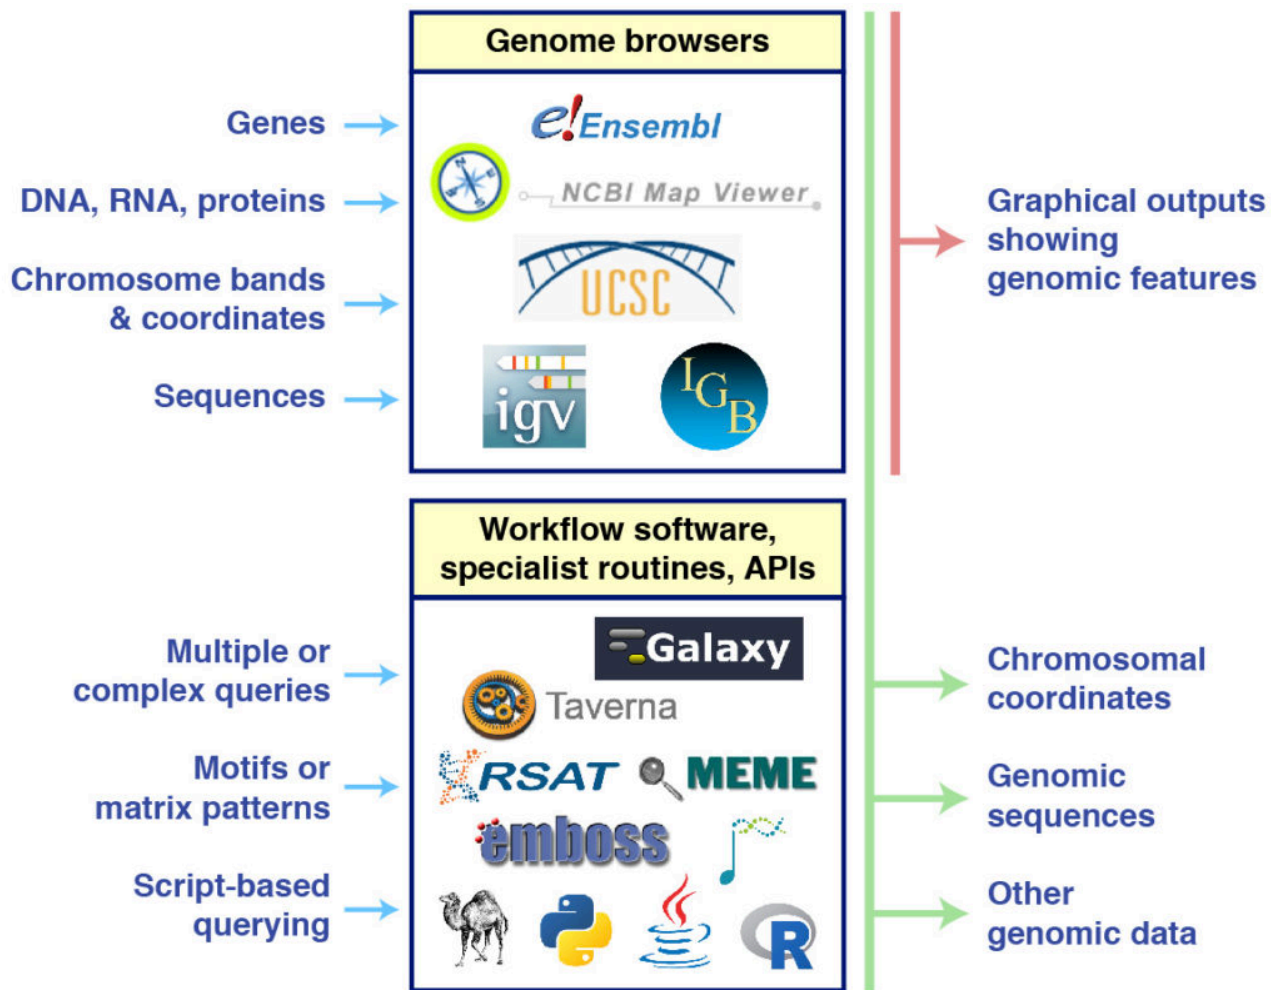 Genome browsers
Genes
DNA, RNA, proteins
Chromosome bands
& coordinates
Sequences
e!Ensembl
NCBI Map Viewer
UCSC
igv
IGB
Graphical outputs
showing
genomic features
Workflow software,
specialist routines, APIs
Multiple or
complex queries
Motifs or
matrix patterns
Script-based
querying
Galaxy
Taverna
RSAT
MEME
emboss
R
Chromosomal
coordinates
Genomic
sequences
Other
genomic data